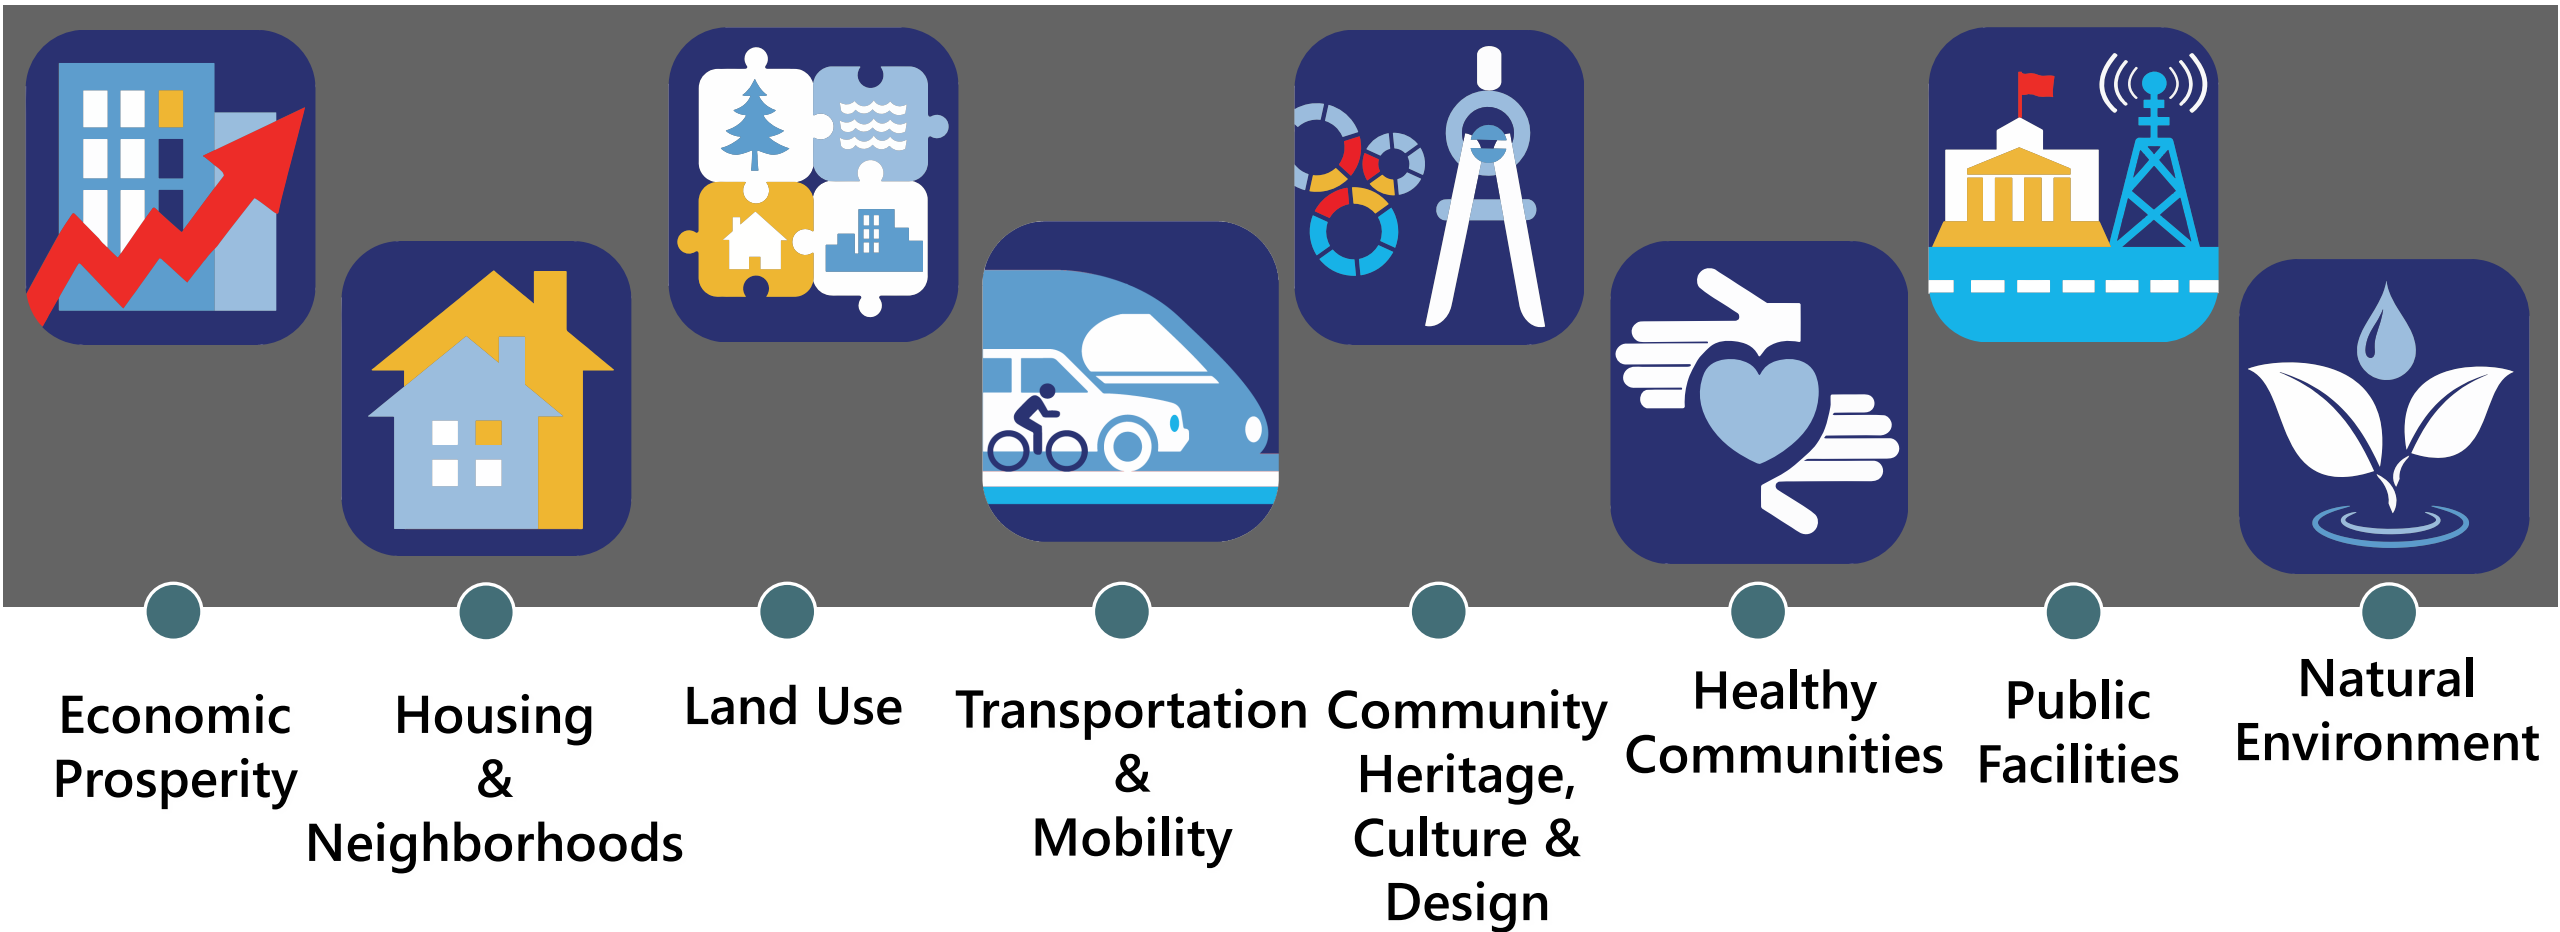 Economic
Prosperity
Housing
&
Neighborhoods
Land Use
Transportation
&
Mobility
Community
Heritage,
Culture &
Design
Healthy
Communities
Public
Facilities
Natural
Environment